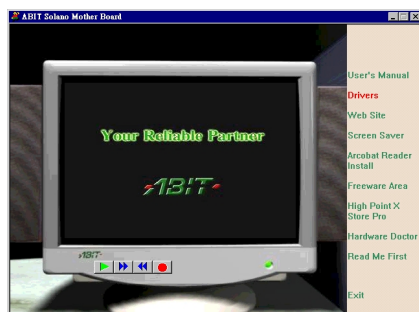 ABIT Solano Mother Board
Your Reliable Partner
ABIT
ABIT
User's Manual
Drivers
Web Site
Screen Saver
Arcobat Reader
Install
Freeware Area
High Point X
Store Pro
Hardware Doctor
Read Me First
Exit